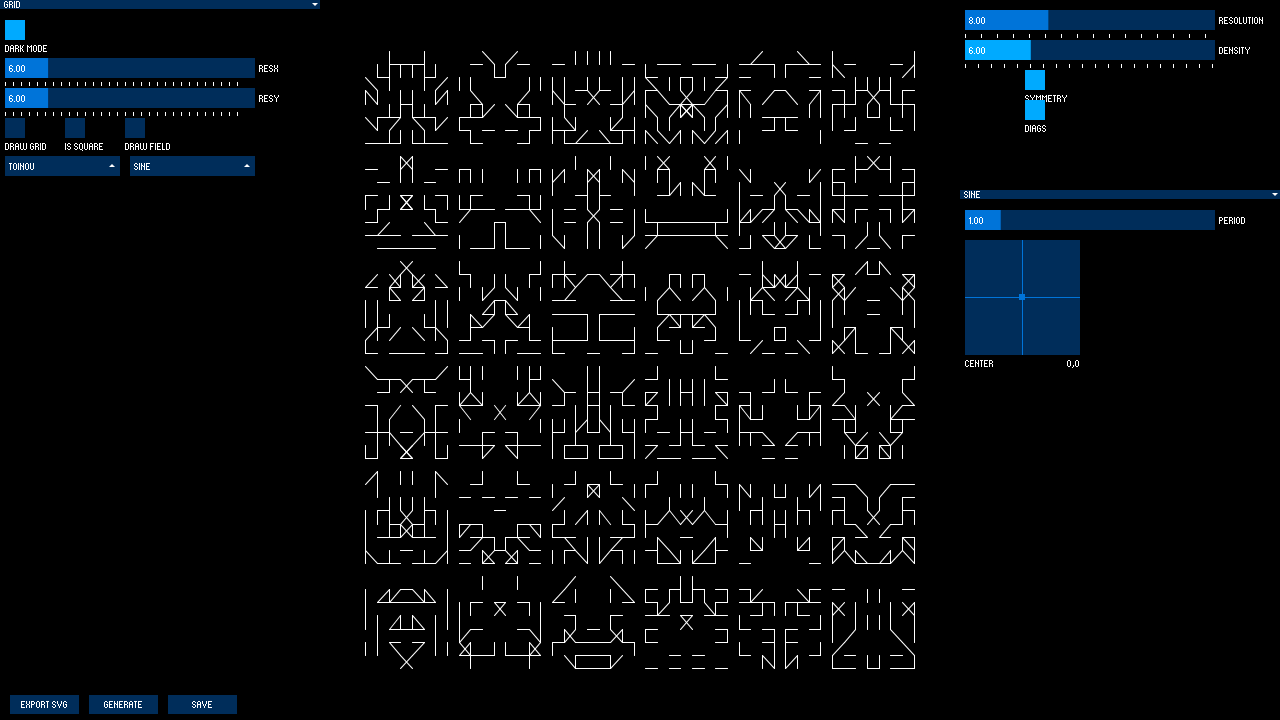 GRID
DARK MODE
6.00 RESX
6.00 RESY
DRAW GRID IS SQUARE DRAW FIELD
TOINOU SINE
8.00 RESOLUTION
6.00 DENSITY
SYMMETRY
DIAGS
SINE
1.00 PERIOD
CENTER 0,0
EXPORT SVG GENERATE SAVE